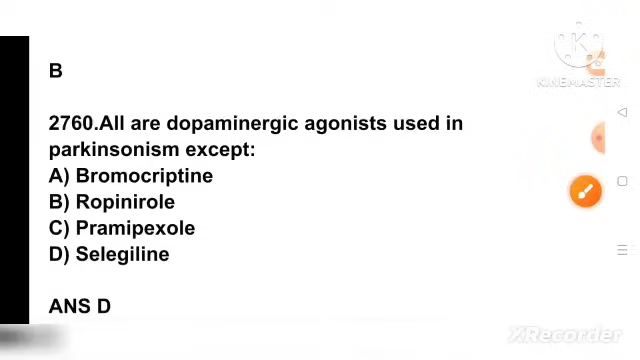 B
K
KINEMASTER
2760.All are dopaminergic agonists used in
parkinsonism except:
A) Bromocriptine
B) Ropinirole
C) Pramipexole
D) Selegiline
ANS D
XRecorder